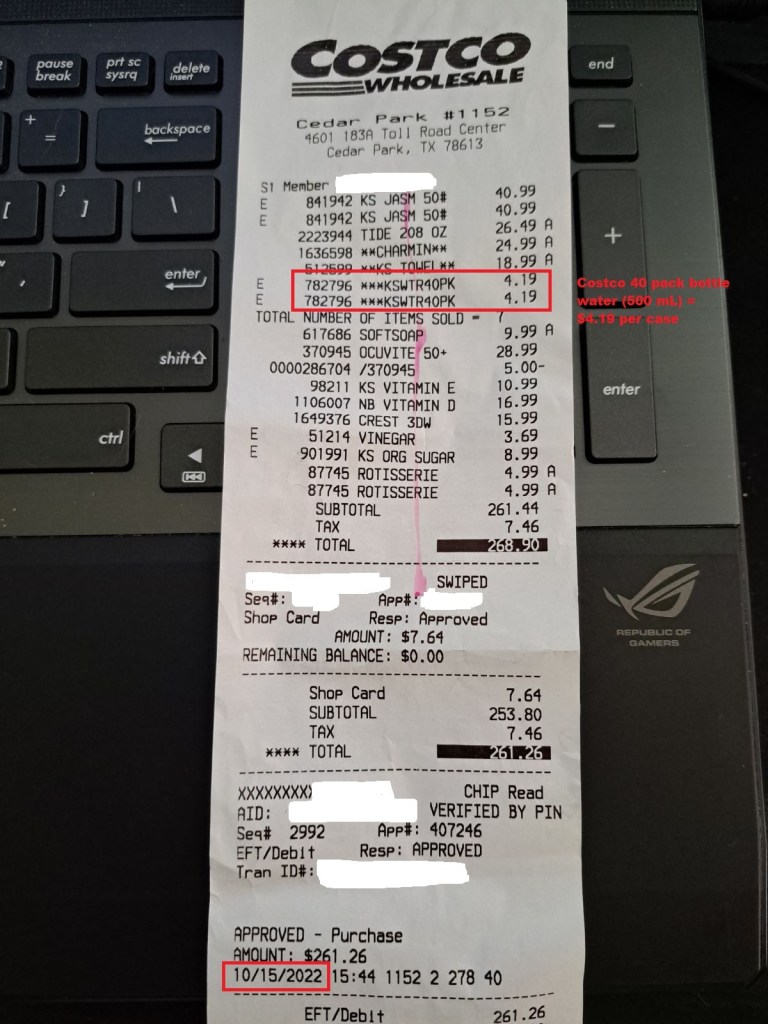 pause
break
prt sc
sysrq
delete
insert
end
+
=
backspace
−
}
]
|
\
[
+
enter
shift
enter
ctrl
COSTCO
WHOLESALE
Cedar Park #1152
4601 183A Toll Road Center
Cedar Park, TX 78613
S1 Member
E 841942 KS JASM 50# 40.99
E 841942 KS JASM 50# 40.99
2223944 TIDE 208 OZ 26.49 A
1636598 **CHARMIN** 24.99 A
512599 **KS TOWEL** 18.99 A
E 782796 ***KSWTR40PK 4.19
E 782796 ***KSWTR40PK 4.19
Costco 40 pack bottle
water (500 mL) =
$4.19 per case
TOTAL NUMBER OF ITEMS SOLD = 7
617686 SOFTSOAP 9.99 A
370945 OCUVITE 50+ 28.99
0000286704 /370945 5.00-
98211 KS VITAMIN E 10.99
1106007 NB VITAMIN D 16.99
1649376 CREST 3DW 15.99
E 51214 VINEGAR 3.69
E 901991 KS ORG SUGAR 8.99
87745 ROTISSERIE 4.99 A
87745 ROTISSERIE 4.99 A
SUBTOTAL 261.44
TAX 7.46
**** TOTAL 268.90
SWIPED
Seq#: App#:
Shop Card Resp: Approved
AMOUNT: $7.64
REMAINING BALANCE: $0.00
Shop Card 7.64
SUBTOTAL 253.80
TAX 7.46
**** TOTAL 261.26
XXXXXXXXX CHIP Read
AID: VERIFIED BY PIN
Seq# 2992 App#: 407246
EFT/Debit Resp: APPROVED
Tran ID#:
APPROVED - Purchase
AMOUNT: $261.26
10/15/2022 15:44 1152 2 278 40
EFT/Debit 261.26
REPUBLIC OF
GAMERS